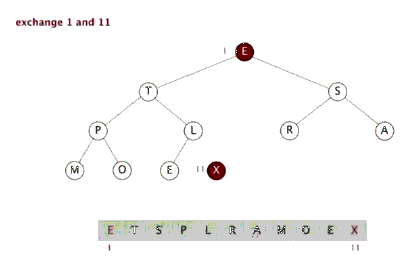 exchange 1 and 11
1 E
T S
P L R A
M O E 11 X
E T S P L R A M O E X
1 11